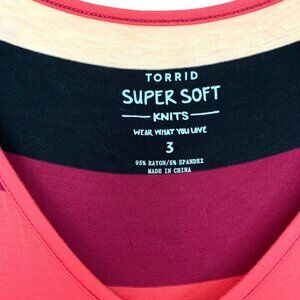 TORRID
SUPER SOFT
KNITS
WEAR WHAT YOU LOVE
3
95% RAYON/5% SPANDEX
MADE IN CHINA